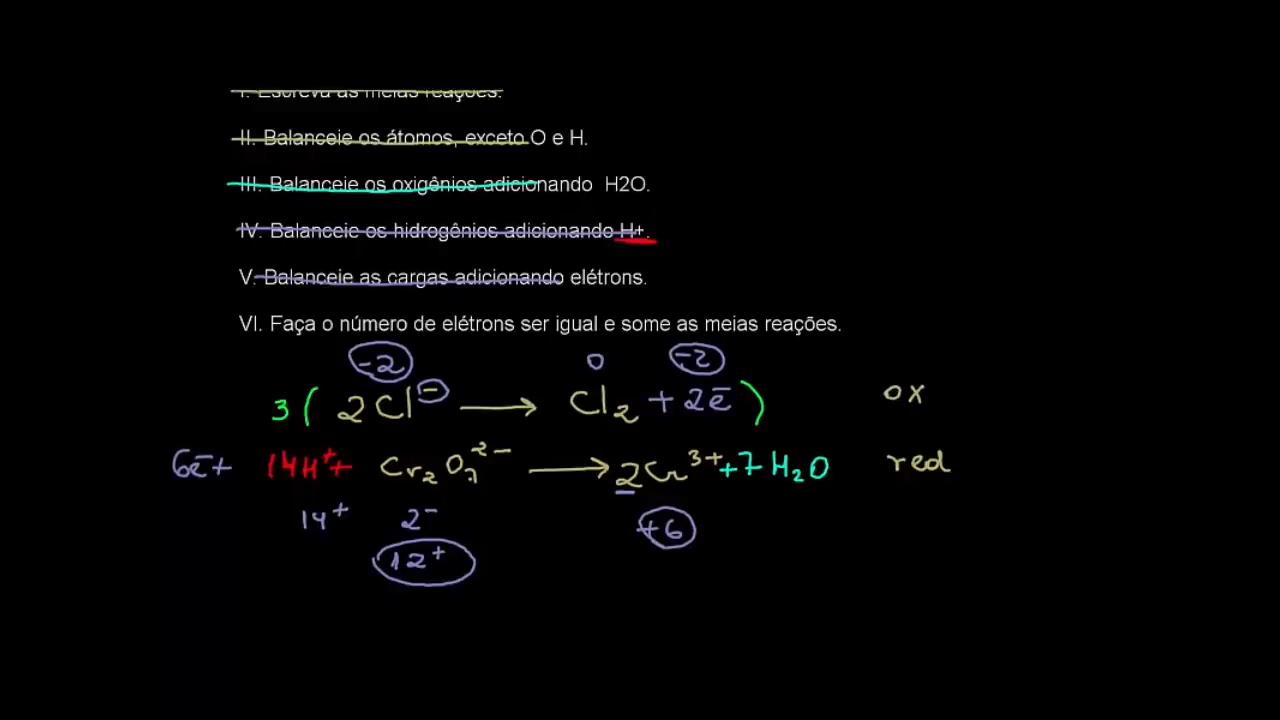 I. Escreva as meias reações.
II. Balanceie os átomos, exceto O e H.
III. Balanceie os oxigênios adicionando H2O.
IV. Balanceie os hidrogênios adicionando H+.
V. Balanceie as cargas adicionando elétrons.
VI. Faça o número de elétrons ser igual e some as meias reações.
-2 0 -2
3 ( 2Cl⁻ → Cl₂ + 2e⁻ ) ox
6e⁻ + 14H⁺ + Cr₂O₇²⁻ → 2Cr³⁺ + 7H₂O red
14⁺ 2⁻ +6
12⁺